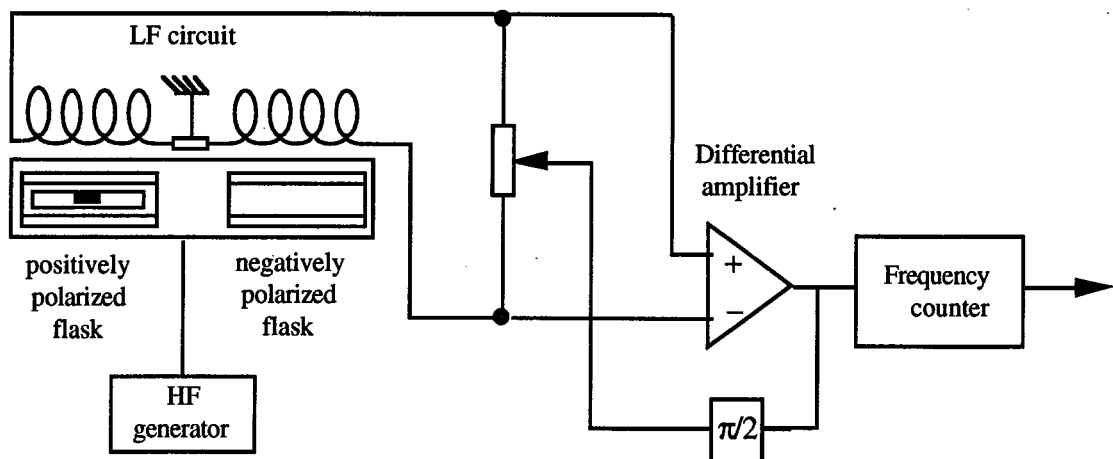 LF circuit
Differential
amplifier
+
−
Frequency
counter
positively
polarized
flask
negatively
polarized
flask
HF
generator
π/2